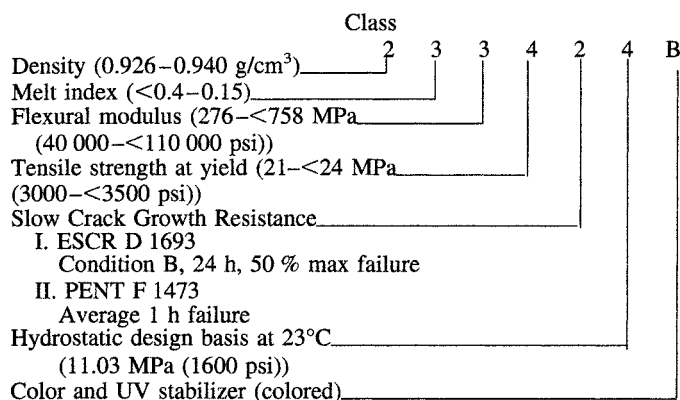 Class
2 3 3 4 2 4 B
Density (0.926–0.940 g/cm³)
Melt index (<0.4–0.15)
Flexural modulus (276–<758 MPa
(40 000–<110 000 psi))
Tensile strength at yield (21–<24 MPa
(3000–<3500 psi))
Slow Crack Growth Resistance
I. ESCR D 1693
Condition B, 24 h, 50 % max failure
II. PENT F 1473
Average 1 h failure
Hydrostatic design basis at 23°C
(11.03 MPa (1600 psi))
Color and UV stabilizer (colored)